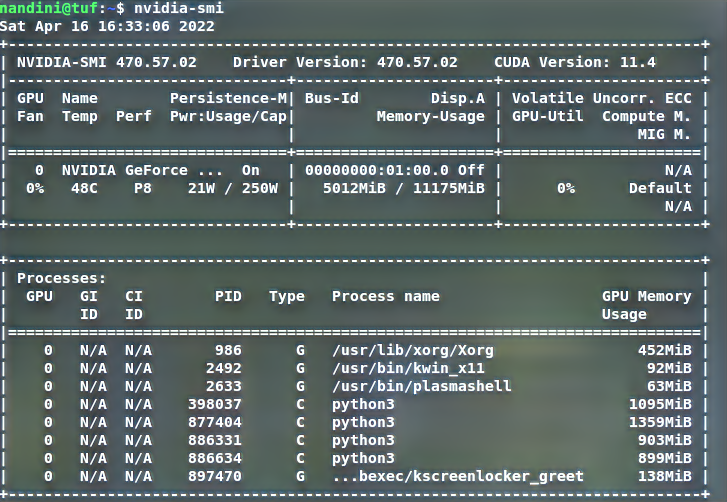 nandini@tuf:~$ nvidia-smi
Sat Apr 16 16:33:06 2022
+-----------------------------------------------------------------------------+
| NVIDIA-SMI 470.57.02    Driver Version: 470.57.02    CUDA Version: 11.4     |
|-------------------------------+----------------------+----------------------+
| GPU  Name        Persistence-M| Bus-Id        Disp.A | Volatile Uncorr. ECC |
| Fan  Temp  Perf  Pwr:Usage/Cap|         Memory-Usage | GPU-Util  Compute M. |
|                               |                      |               MIG M. |
|===============================+======================+======================|
|   0  NVIDIA GeForce ...  On   | 00000000:01:00.0 Off |                  N/A |
|  0%   48C    P8    21W / 250W |   5012MiB / 11175MiB |      0%      Default |
|                               |                      |                  N/A |
+-------------------------------+----------------------+----------------------+
+-----------------------------------------------------------------------------+
| Processes:                                                                  |
|  GPU   GI   CI        PID   Type   Process name                  GPU Memory |
|        ID   ID                                                   Usage      |
|=============================================================================|
|    0   N/A  N/A       986      G   /usr/lib/xorg/Xorg                452MiB |
|    0   N/A  N/A      2492      G   /usr/bin/kwin_x11                  92MiB |
|    0   N/A  N/A      2633      G   /usr/bin/plasmashell               63MiB |
|    0   N/A  N/A    398037      C   python3                          1095MiB |
|    0   N/A  N/A    877404      C   python3                          1359MiB |
|    0   N/A  N/A    886331      C   python3                           903MiB |
|    0   N/A  N/A    886634      C   python3                           899MiB |
|    0   N/A  N/A    897470      G   ...bexec/kscreenlocker_greet      138MiB |
+-----------------------------------------------------------------------------+